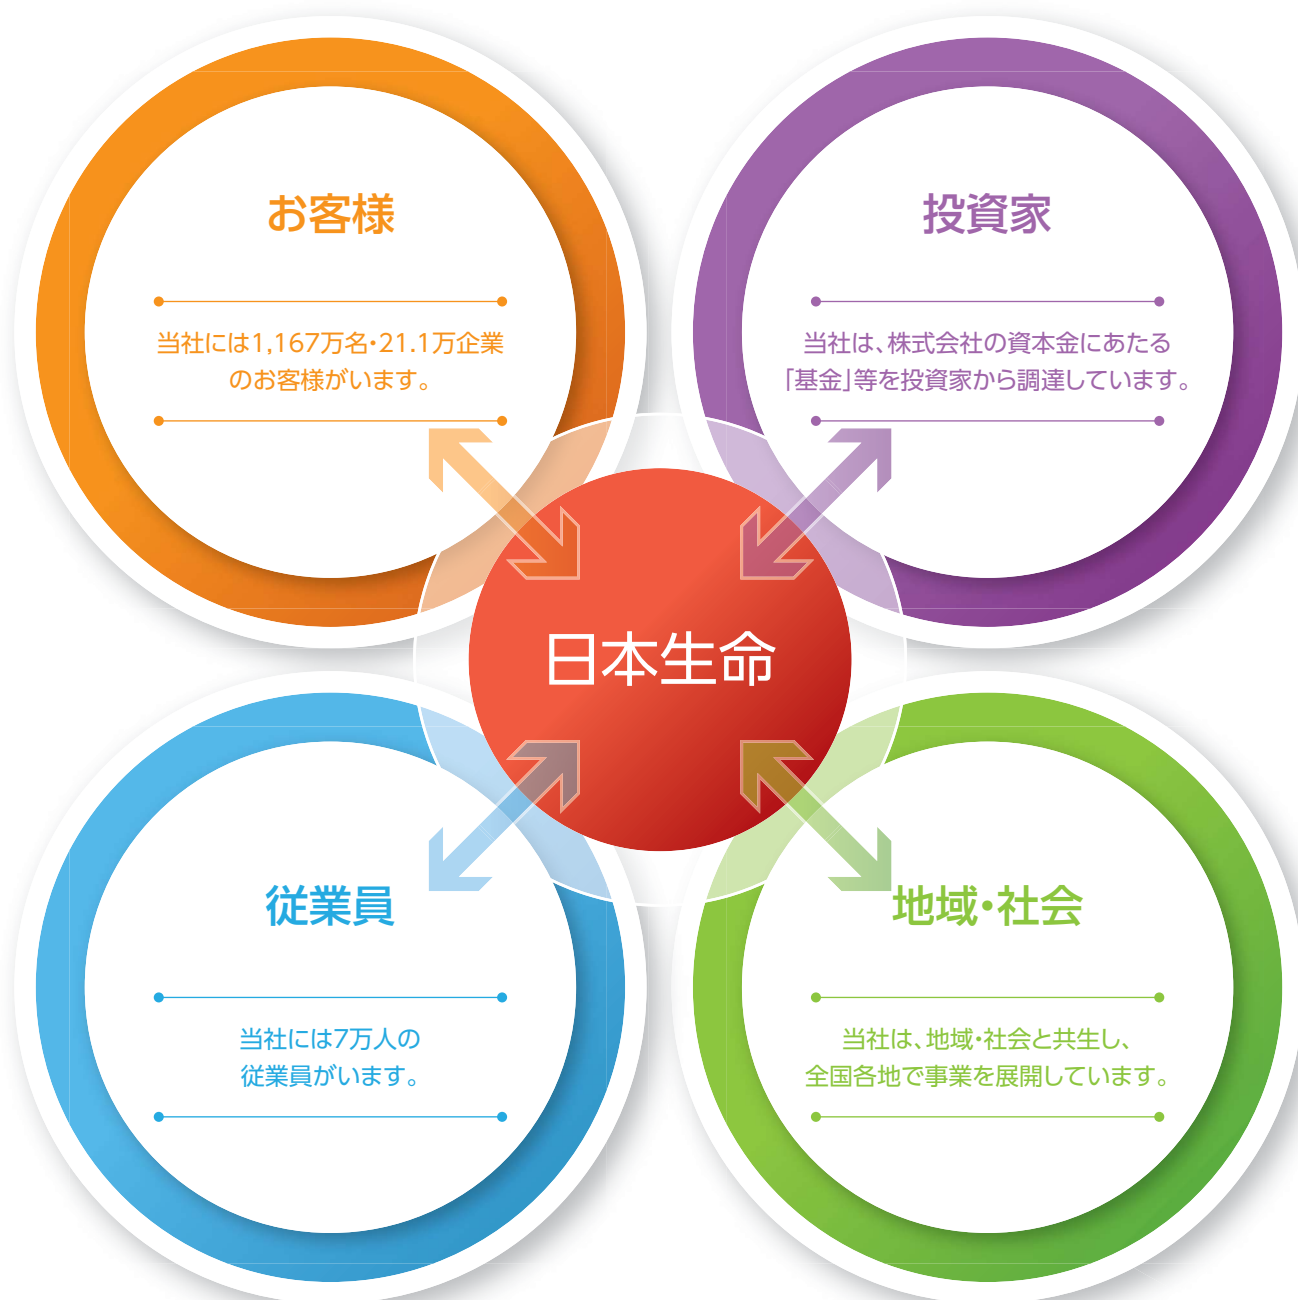 お客様
当社には1,167万名・21.1万企業
のお客様がいます。
投資家
当社は、株式会社の資本金にあたる
「基金」等を投資家から調達しています。
日本生命
従業員
当社には7万人の
従業員がいます。
地域・社会
当社は、地域・社会と共生し、
全国各地で事業を展開しています。